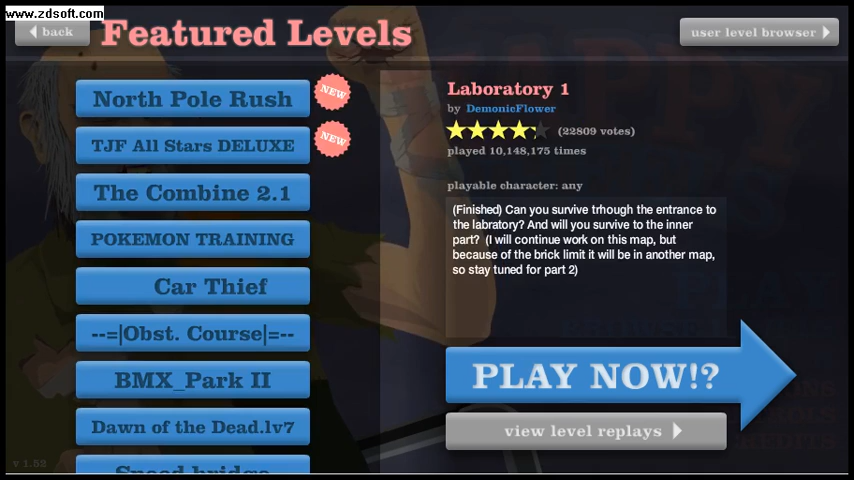 www.zdsoft.com
back
Featured Levels
user level browser
North Pole Rush
NEW
TJF All Stars DELUXE
NEW
The Combine 2.1
POKEMON TRAINING
Car Thief
--=|Obst. Course|=--
BMX_Park II
Dawn of the Dead.lv7
Speed bridge
v 1.52
Laboratory 1
by DemonicFlower
(22809 votes)
played 10,148,175 times
playable character: any
(Finished) Can you survive trhough the entrance to
the labratory? And will you survive to the inner
part? (I will continue work on this map, but
because of the brick limit it will be in another map,
so stay tuned for part 2)
PLAY NOW!?
view level replays